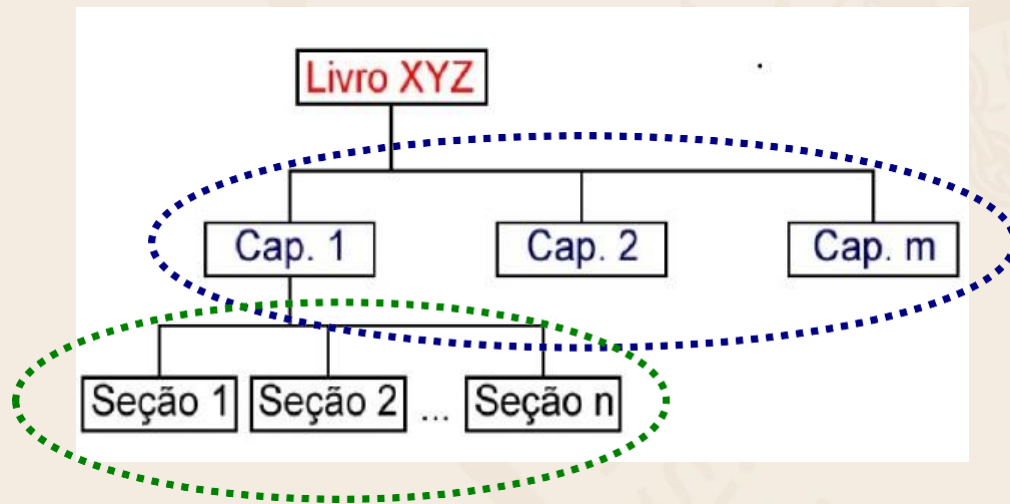 Livro XYZ
Cap. 1 Cap. 2 Cap. m
Seção 1 Seção 2 ... Seção n